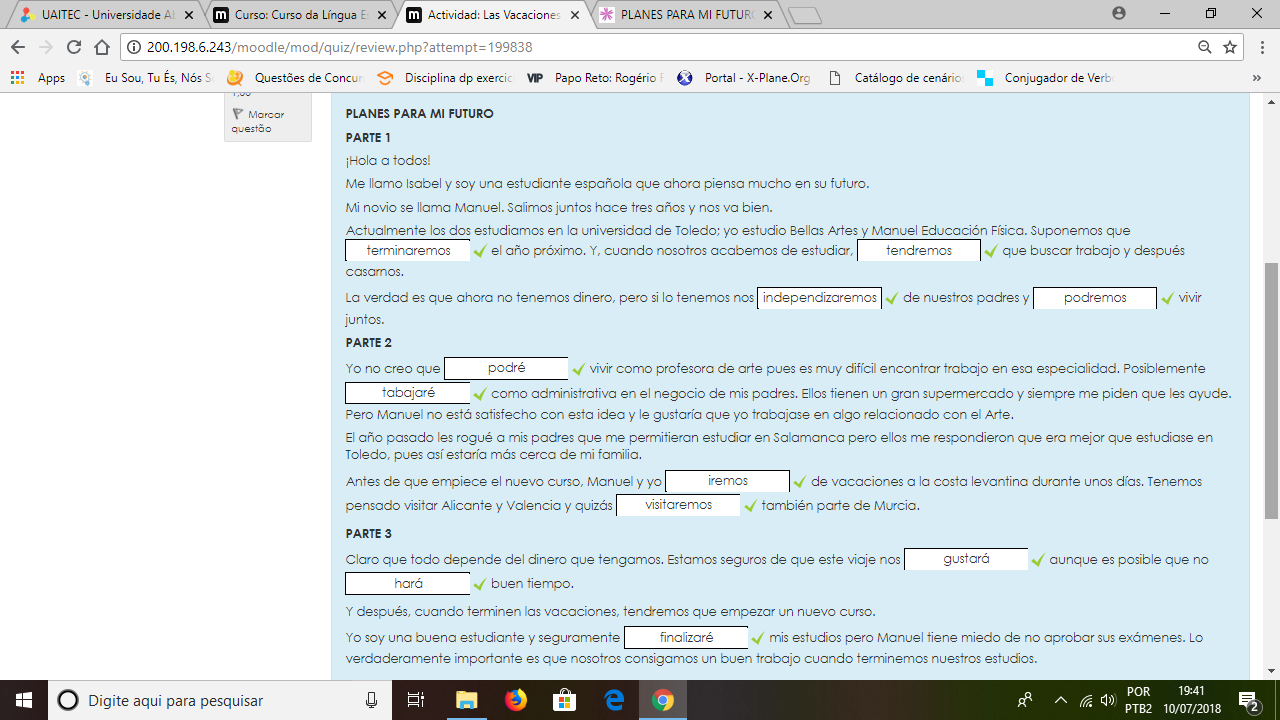 UAITEC - Universidade Ab
Curso: Curso da Língua Es
Actividad: Las Vacaciones
PLANES PARA MI FUTURO
200.198.6.243/moodle/mod/quiz/review.php?attempt=199838
Apps
Eu Sou, Tu És, Nós S
Questões de Concur
Disciplina dp exercic
VIP Papo Reto: Rogério F
Portal - X-Plane.Org
Catálogo de cenário
Conjugador de Verb
»
1,00
Marcar
questão
PLANES PARA MI FUTURO
PARTE 1
¡Hola a todos!
Me llamo Isabel y soy una estudiante española que ahora piensa mucho en su futuro.
Mi novio se llama Manuel. Salimos juntos hace tres años y nos va bien.
Actualmente los dos estudiamos en la universidad de Toledo; yo estudio Bellas Artes y Manuel Educación Física. Suponemos que
terminaremos el año próximo. Y, cuando nosotros acabemos de estudiar, tendremos que buscar trabajo y después
casarnos.
La verdad es que ahora no tenemos dinero, pero si lo tenemos nos independizaremos de nuestros padres y podremos vivir
juntos.
PARTE 2
Yo no creo que podré vivir como profesora de arte pues es muy difícil encontrar trabajo en esa especialidad. Posiblemente
tabajaré como administrativa en el negocio de mis padres. Ellos tienen un gran supermercado y siempre me piden que les ayude.
Pero Manuel no está satisfecho con esta idea y le gustaría que yo trabajase en algo relacionado con el Arte.
El año pasado les rogué a mis padres que me permitieran estudiar en Salamanca pero ellos me respondieron que era mejor que estudiase en
Toledo, pues así estaría más cerca de mi familia.
Antes de que empiece el nuevo curso, Manuel y yo iremos de vacaciones a la costa levantina durante unos días. Tenemos
pensado visitar Alicante y Valencia y quizás visitaremos también parte de Murcia.
PARTE 3
Claro que todo depende del dinero que tengamos. Estamos seguros de que este viaje nos gustará aunque es posible que no
hará buen tiempo.
Y después, cuando terminen las vacaciones, tendremos que empezar un nuevo curso.
Yo soy una buena estudiante y seguramente finalizaré mis estudios pero Manuel tiene miedo de no aprobar sus exámenes. Lo
verdaderamente importante es que nosotros consigamos un buen trabajo cuando terminemos nuestros estudios.
Digite aqui para pesquisar
POR
PTB2
19:41
10/07/2018
2